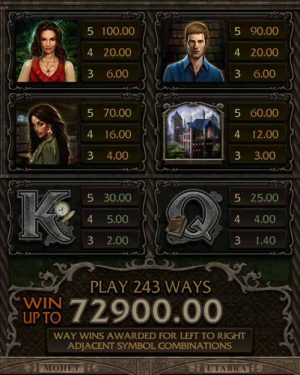 5 100.00
4 20.00
3 6.00
5 90.00
4 20.00
3 6.00
5 70.00
4 16.00
3 4.00
5 60.00
4 12.00
3 3.00
K
5 30.00
4 5.00
3 2.00
Q
5 25.00
4 4.00
3 1.40
PLAY 243 WAYS
WIN UP TO 72900.00
WAY WINS AWARDED FOR LEFT TO RIGHT
ADJACENT SYMBOL COMBINATIONS
МОНЕТ СТАВКА